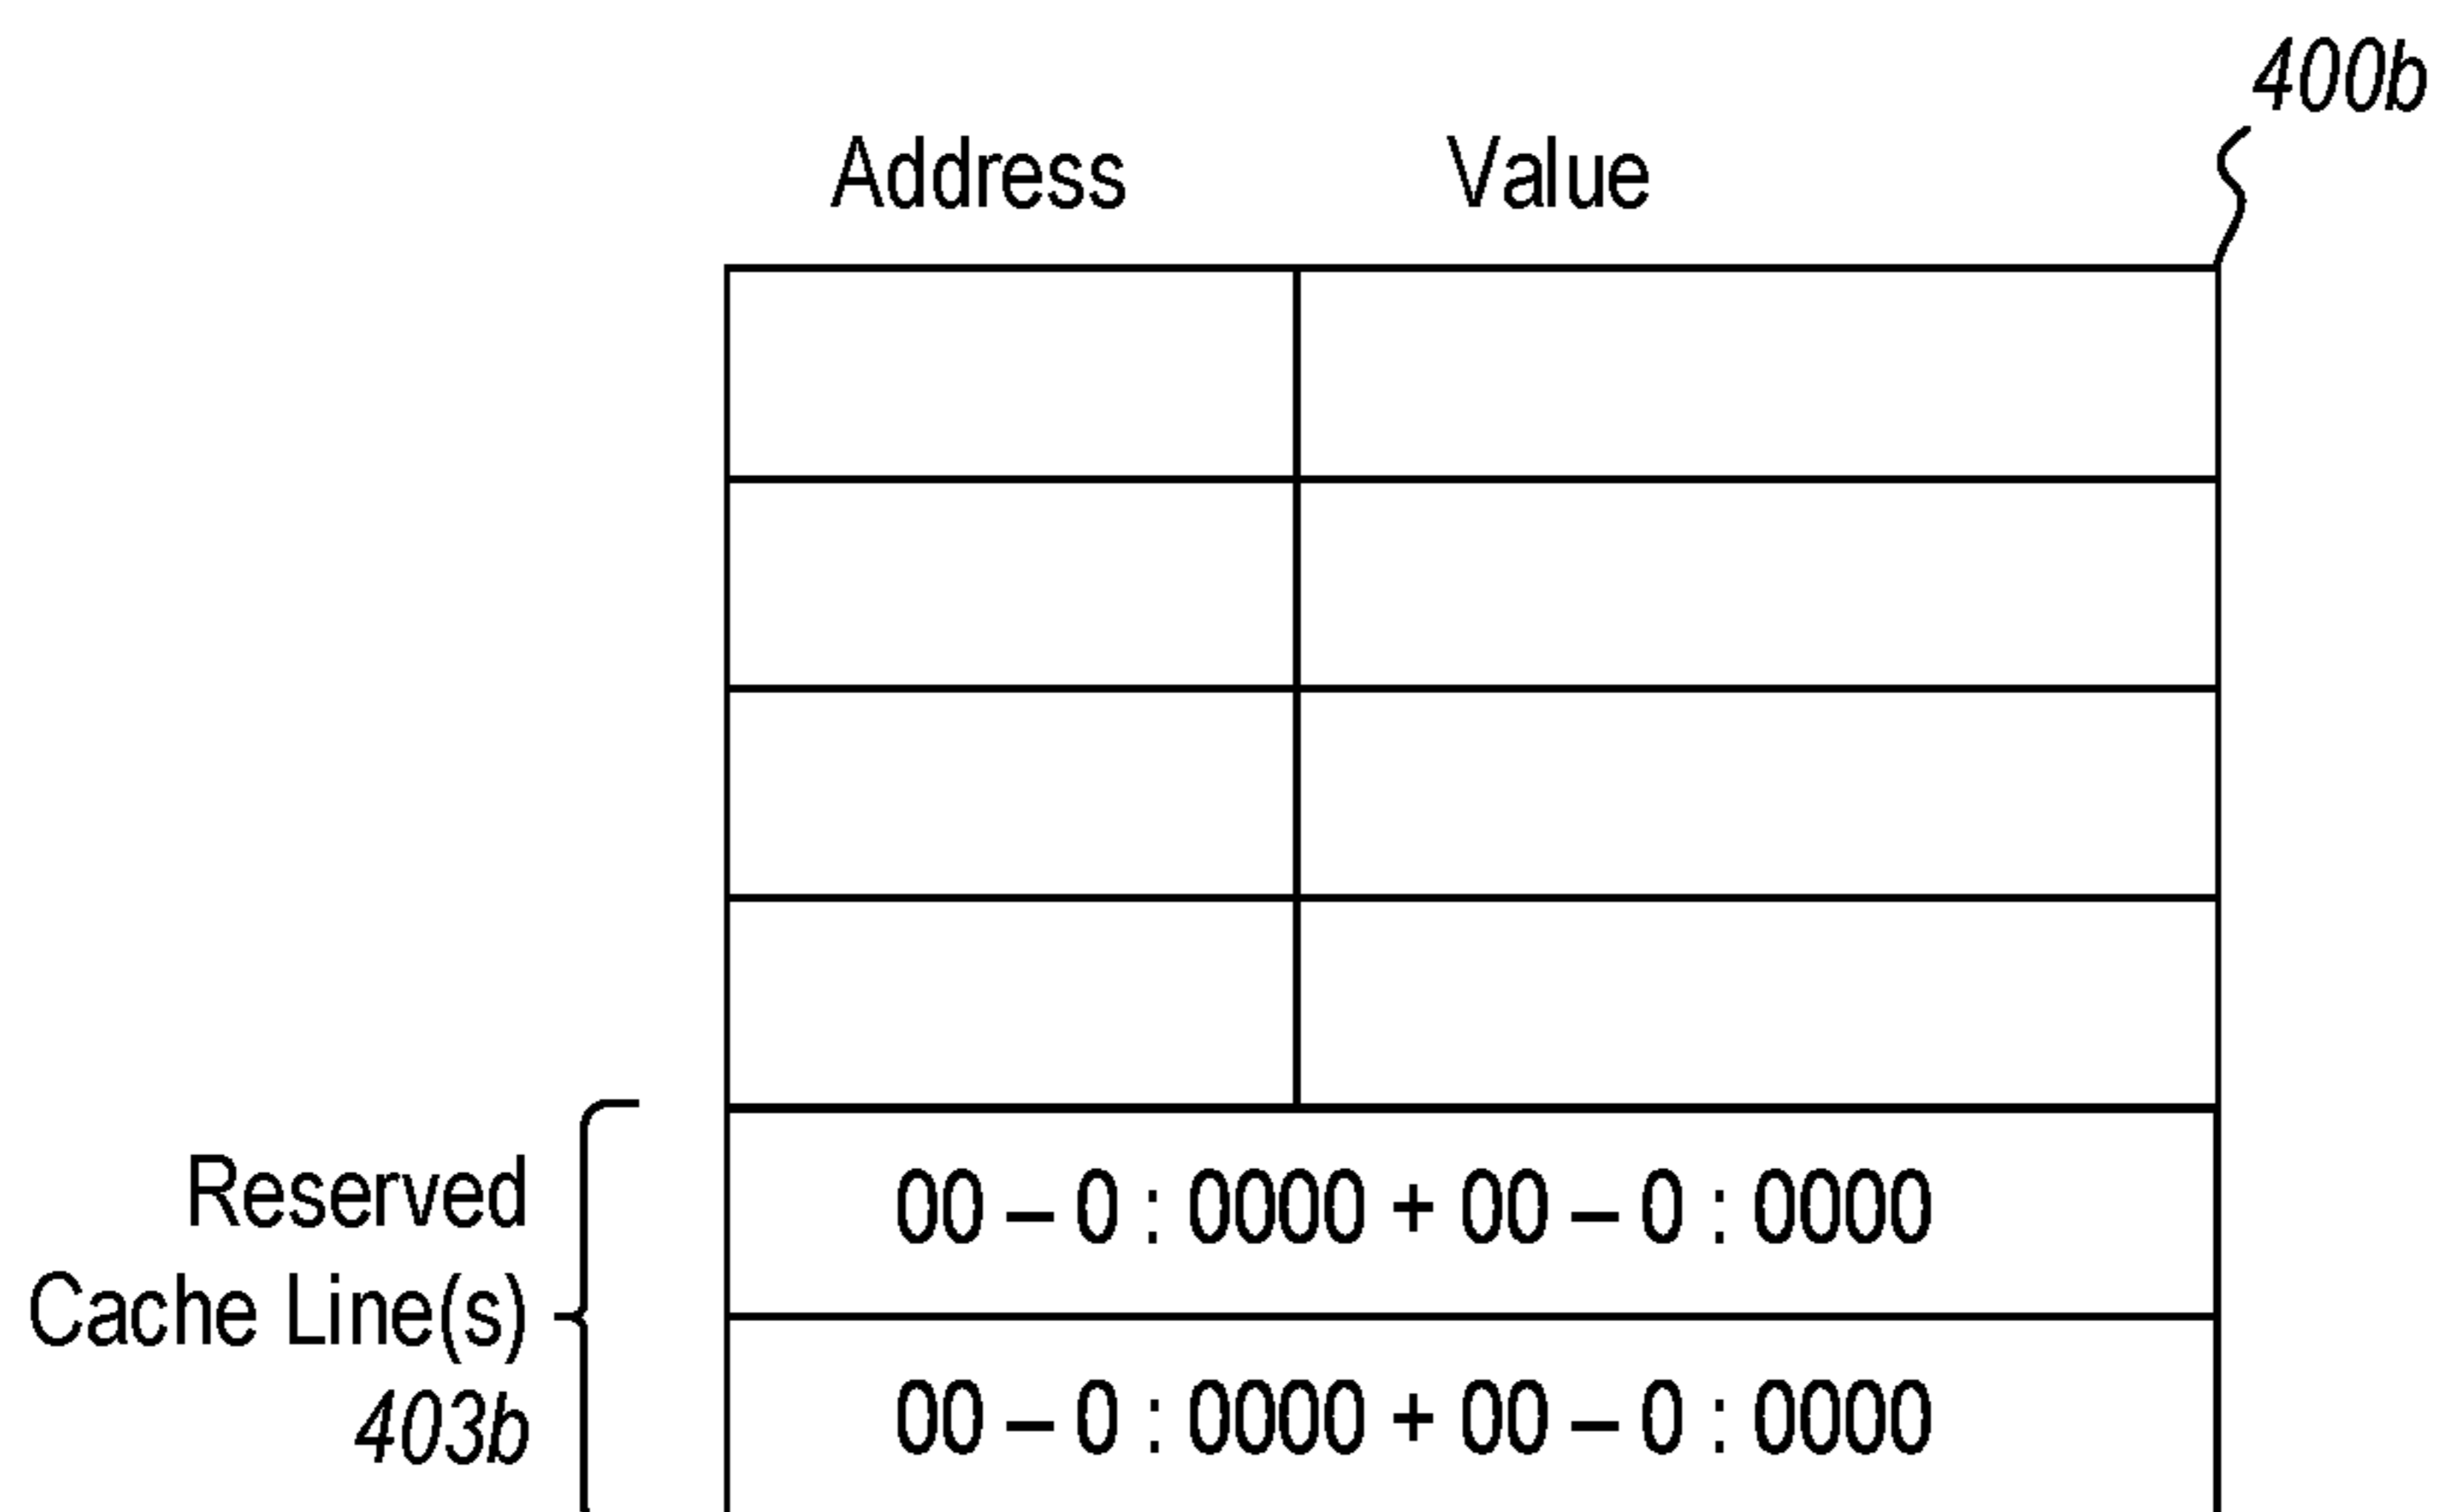 400b
Address Value
00 – 0 : 0000 + 00 – 0 : 0000
Reserved
Cache Line(s)
403b
00 – 0 : 0000 + 00 – 0 : 0000